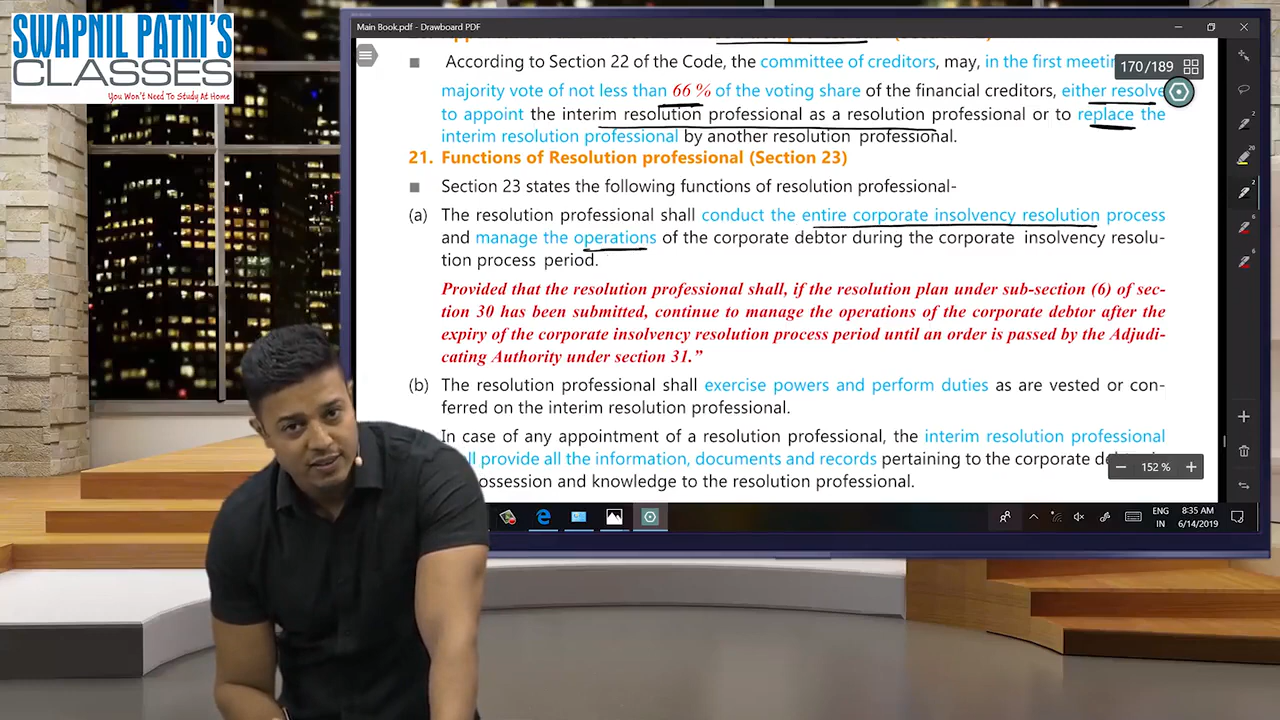 SWAPNIL PATNI'S
CLASSES
You Won't Need To Study At Home
Main Book.pdf - Drawboard PDF
170/189
According to Section 22 of the Code, the committee of creditors, may, in the first meeting
majority vote of not less than 66 % of the voting share of the financial creditors, either resolve
to appoint the interim resolution professional as a resolution professional or to replace the
interim resolution professional by another resolution professional.
21. Functions of Resolution professional (Section 23)
Section 23 states the following functions of resolution professional-
(a) The resolution professional shall conduct the entire corporate insolvency resolution process
and manage the operations of the corporate debtor during the corporate insolvency resolu-
tion process period.
Provided that the resolution professional shall, if the resolution plan under sub-section (6) of sec-
tion 30 has been submitted, continue to manage the operations of the corporate debtor after the
expiry of the corporate insolvency resolution process period until an order is passed by the Adjudi-
cating Authority under section 31.”
(b) The resolution professional shall exercise powers and perform duties as are vested or con-
ferred on the interim resolution professional.
In case of any appointment of a resolution professional, the interim resolution professional
provide all the information, documents and records pertaining to the corporate
and knowledge to the resolution professional.
152 %
ENG
IN
8:35 AM
6/14/2019